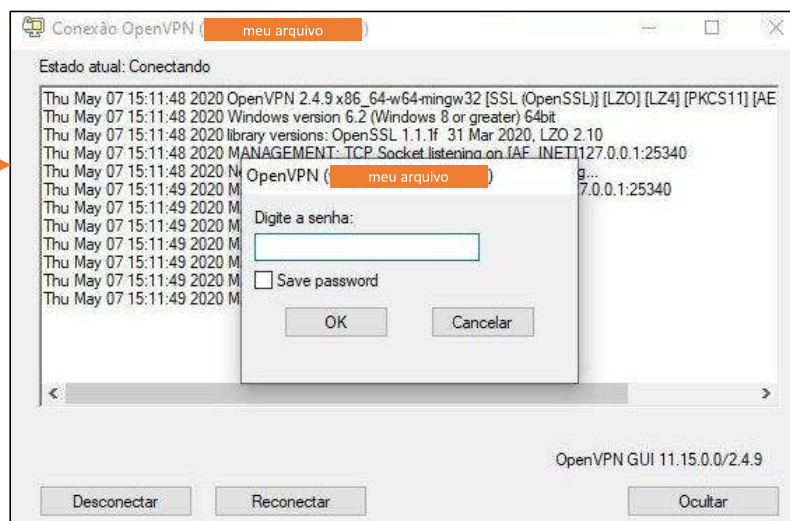 Conexão OpenVPN ( meu arquivo )
Estado atual: Conectando
Thu May 07 15:11:48 2020 OpenVPN 2.4.9 x86_64-w64-mingw32 [SSL (OpenSSL)] [LZO] [LZ4] [PKCS11] [AE
Thu May 07 15:11:48 2020 Windows version 6.2 (Windows 8 or greater) 64bit
Thu May 07 15:11:48 2020 library versions: OpenSSL 1.1.1f 31 Mar 2020, LZO 2.10
Thu May 07 15:11:48 2020 MANAGEMENT: TCP Socket listening on [AF_INET]127.0.0.1:25340
Thu May 07 15:11:48 2020 N
Thu May 07 15:11:49 2020 M 7.0.0.1:25340
Thu May 07 15:11:49 2020 M
Thu May 07 15:11:49 2020 M
Thu May 07 15:11:49 2020 M
Thu May 07 15:11:49 2020 M
Thu May 07 15:11:49 2020 M
OpenVPN ( meu arquivo )
Digite a senha:
Save password
OK Cancelar
OpenVPN GUI 11.15.0.0/2.4.9
Desconectar Reconectar Ocultar